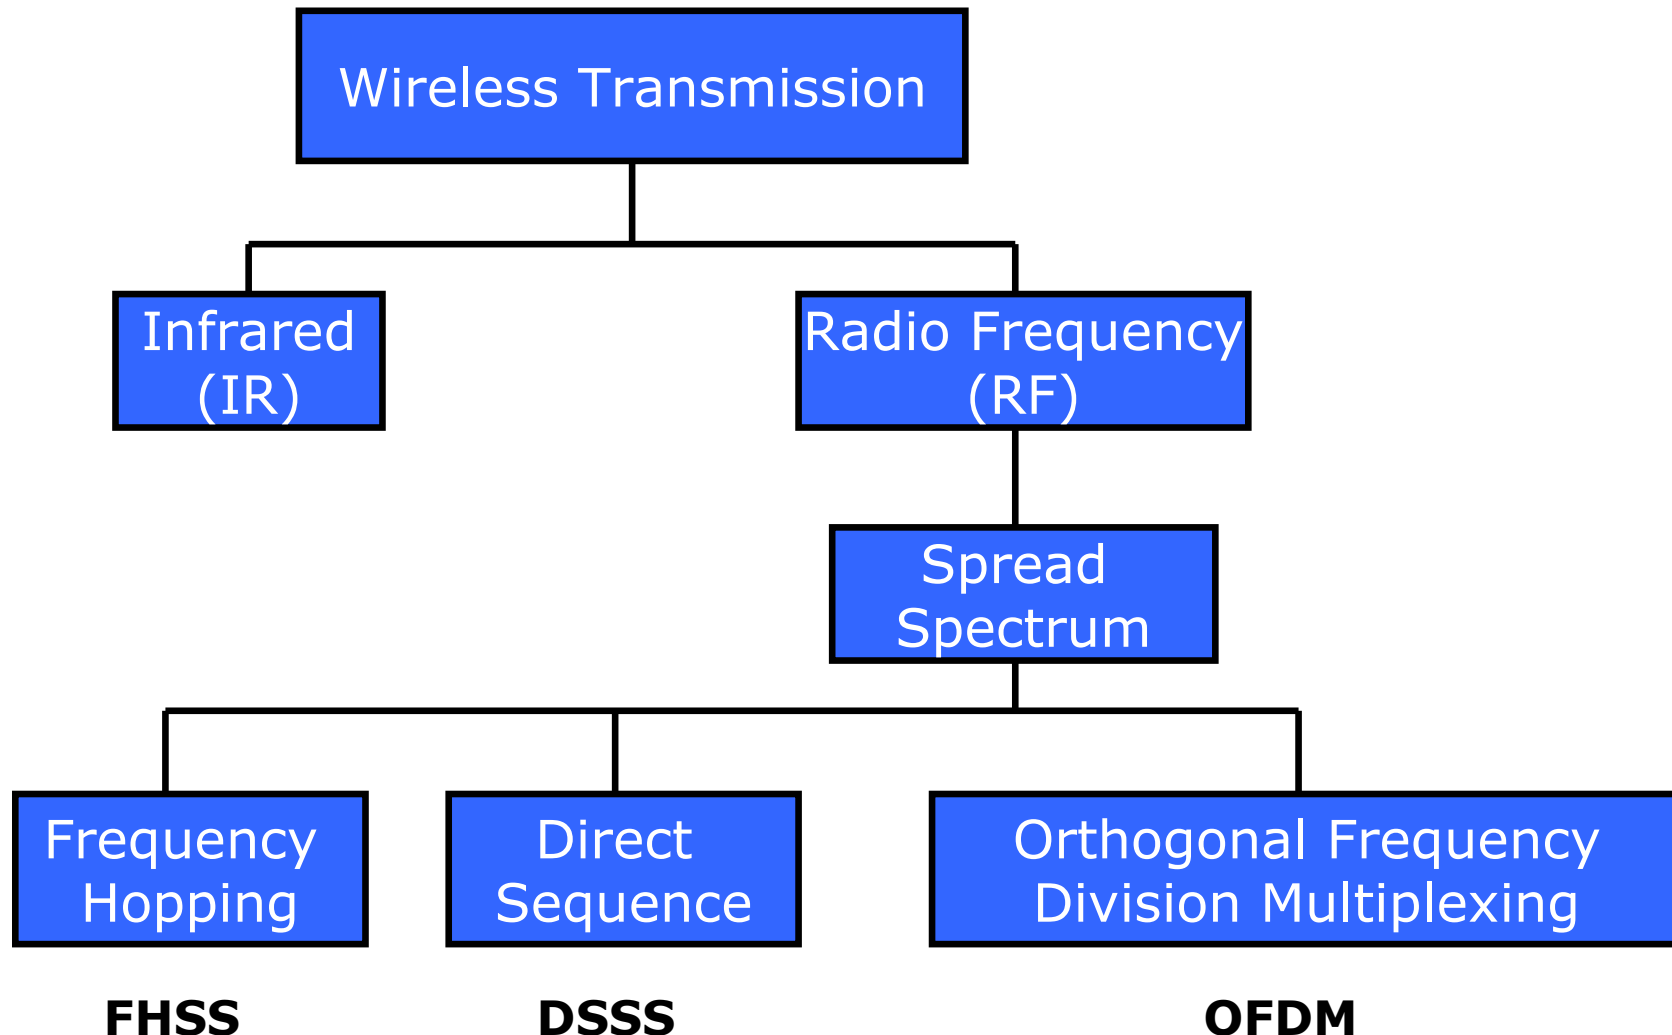 Wireless Transmission
Infrared
(IR)
Radio Frequency
(RF)
Spread
Spectrum
Frequency
Hopping
Direct
Sequence
Orthogonal Frequency
Division Multiplexing
FHSS
DSSS
OFDM